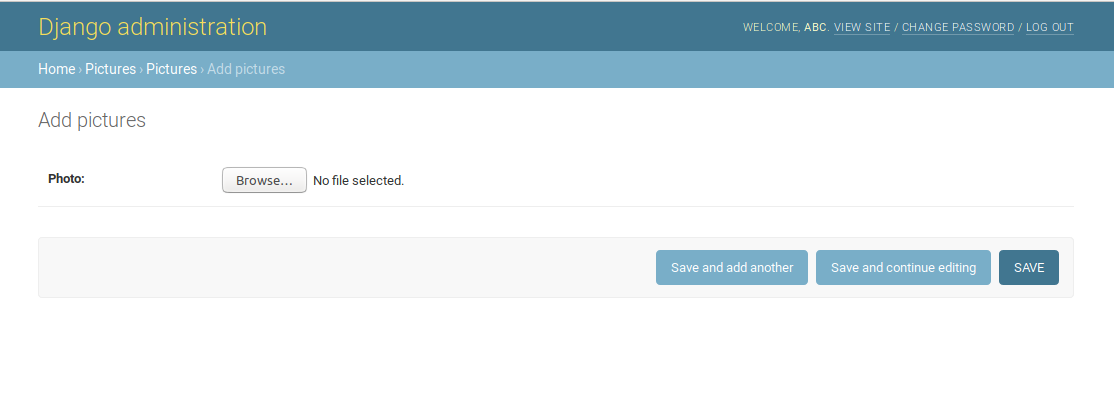 Django administration
WELCOME, ABC. VIEW SITE / CHANGE PASSWORD / LOG OUT
Home › Pictures › Pictures › Add pictures
Add pictures
Photo: Browse... No file selected.
Save and add another Save and continue editing SAVE